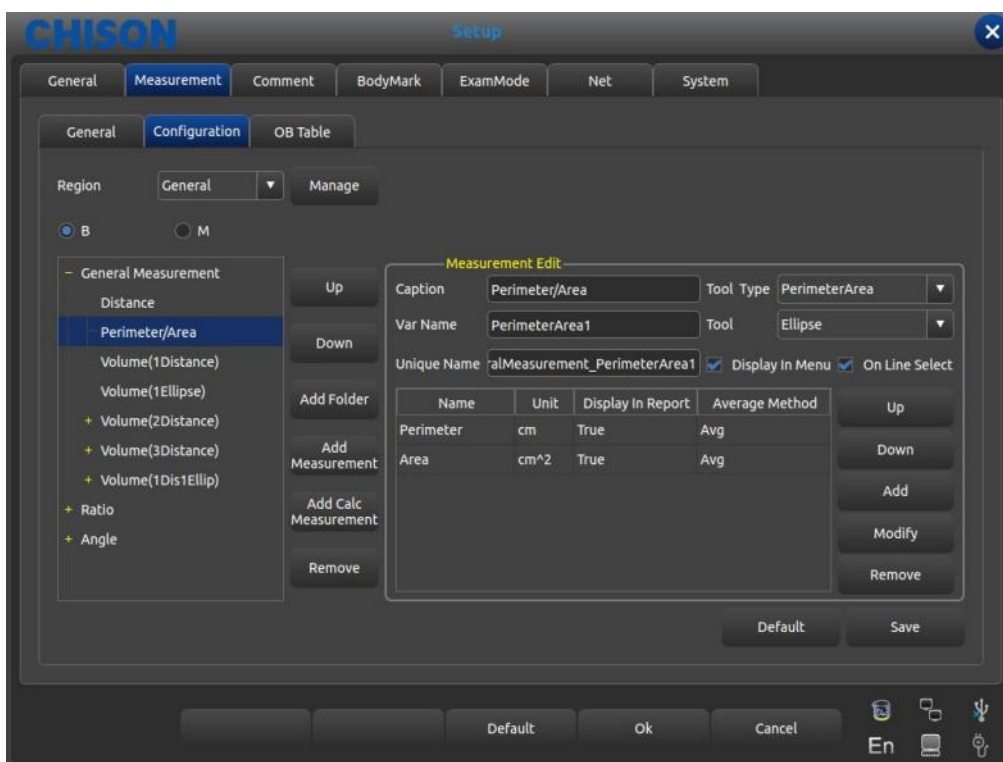 CHISON
Setup
General Measurement Comment BodyMark ExamMode Net System
General Configuration OB Table
Region General Manage
B M
General Measurement
Distance
Perimeter/Area
Volume(1Distance)
Volume(1Ellipse)
Volume(2Distance)
Volume(3Distance)
Volume(1Dis1Ellip)
Ratio
Angle
Up
Down
Add Folder
Add
Measurement
Add Calc
Measurement
Remove
Measurement Edit
Caption Perimeter/Area Tool Type PerimeterArea
Var Name PerimeterArea1 Tool Ellipse
Unique Name alMeasurement_PerimeterArea1 Display In Menu On Line Select
Name Unit Display In Report Average Method
Perimeter cm True Avg
Area cm^2 True Avg
Up
Down
Add
Modify
Remove
Default Save
Default Ok Cancel
En